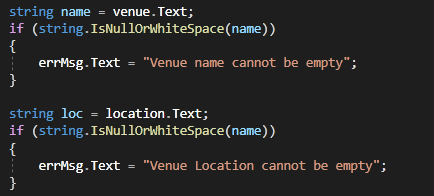 string name = venue.Text;
if (string.IsNullOrWhiteSpace(name))
{
errMsg.Text = "Venue name cannot be empty";
}
string loc = location.Text;
if (string.IsNullOrWhiteSpace(name))
{
errMsg.Text = "Venue Location cannot be empty";
}